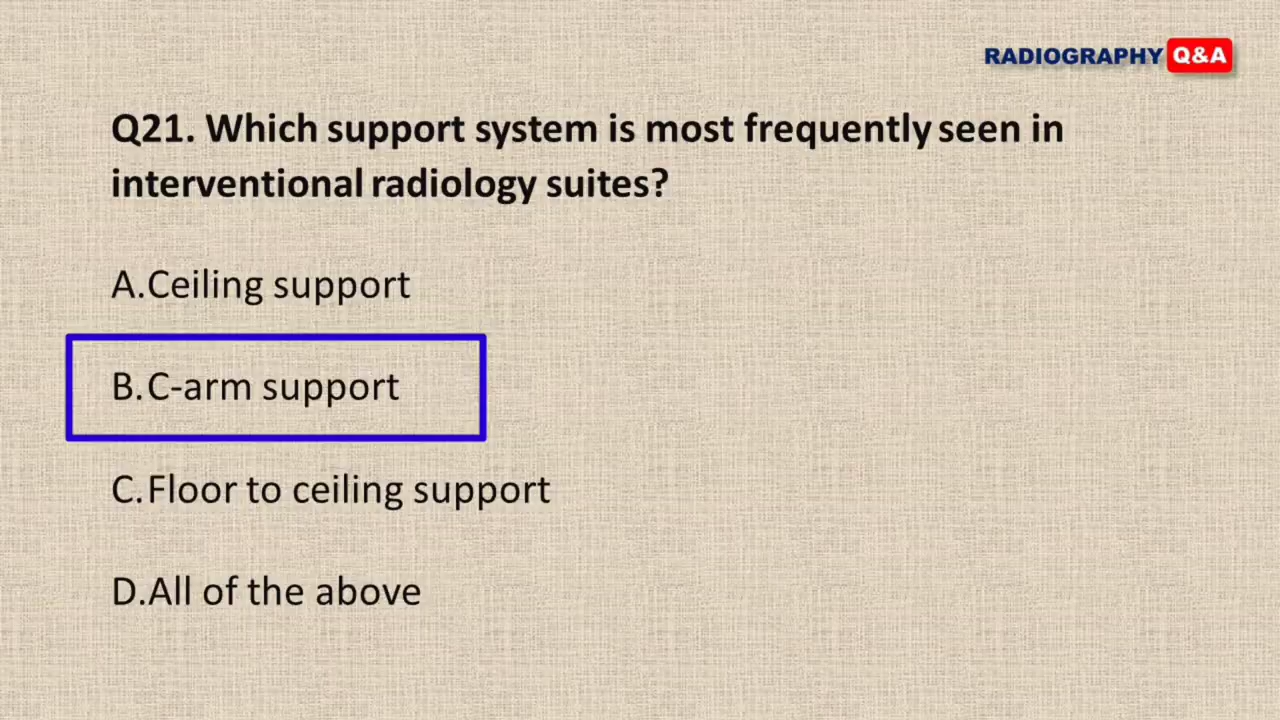 RADIOGRAPHY Q&A
Q21. Which support system is most frequently seen in
interventional radiology suites?
A.Ceiling support
B.C-arm support
C.Floor to ceiling support
D.All of the above